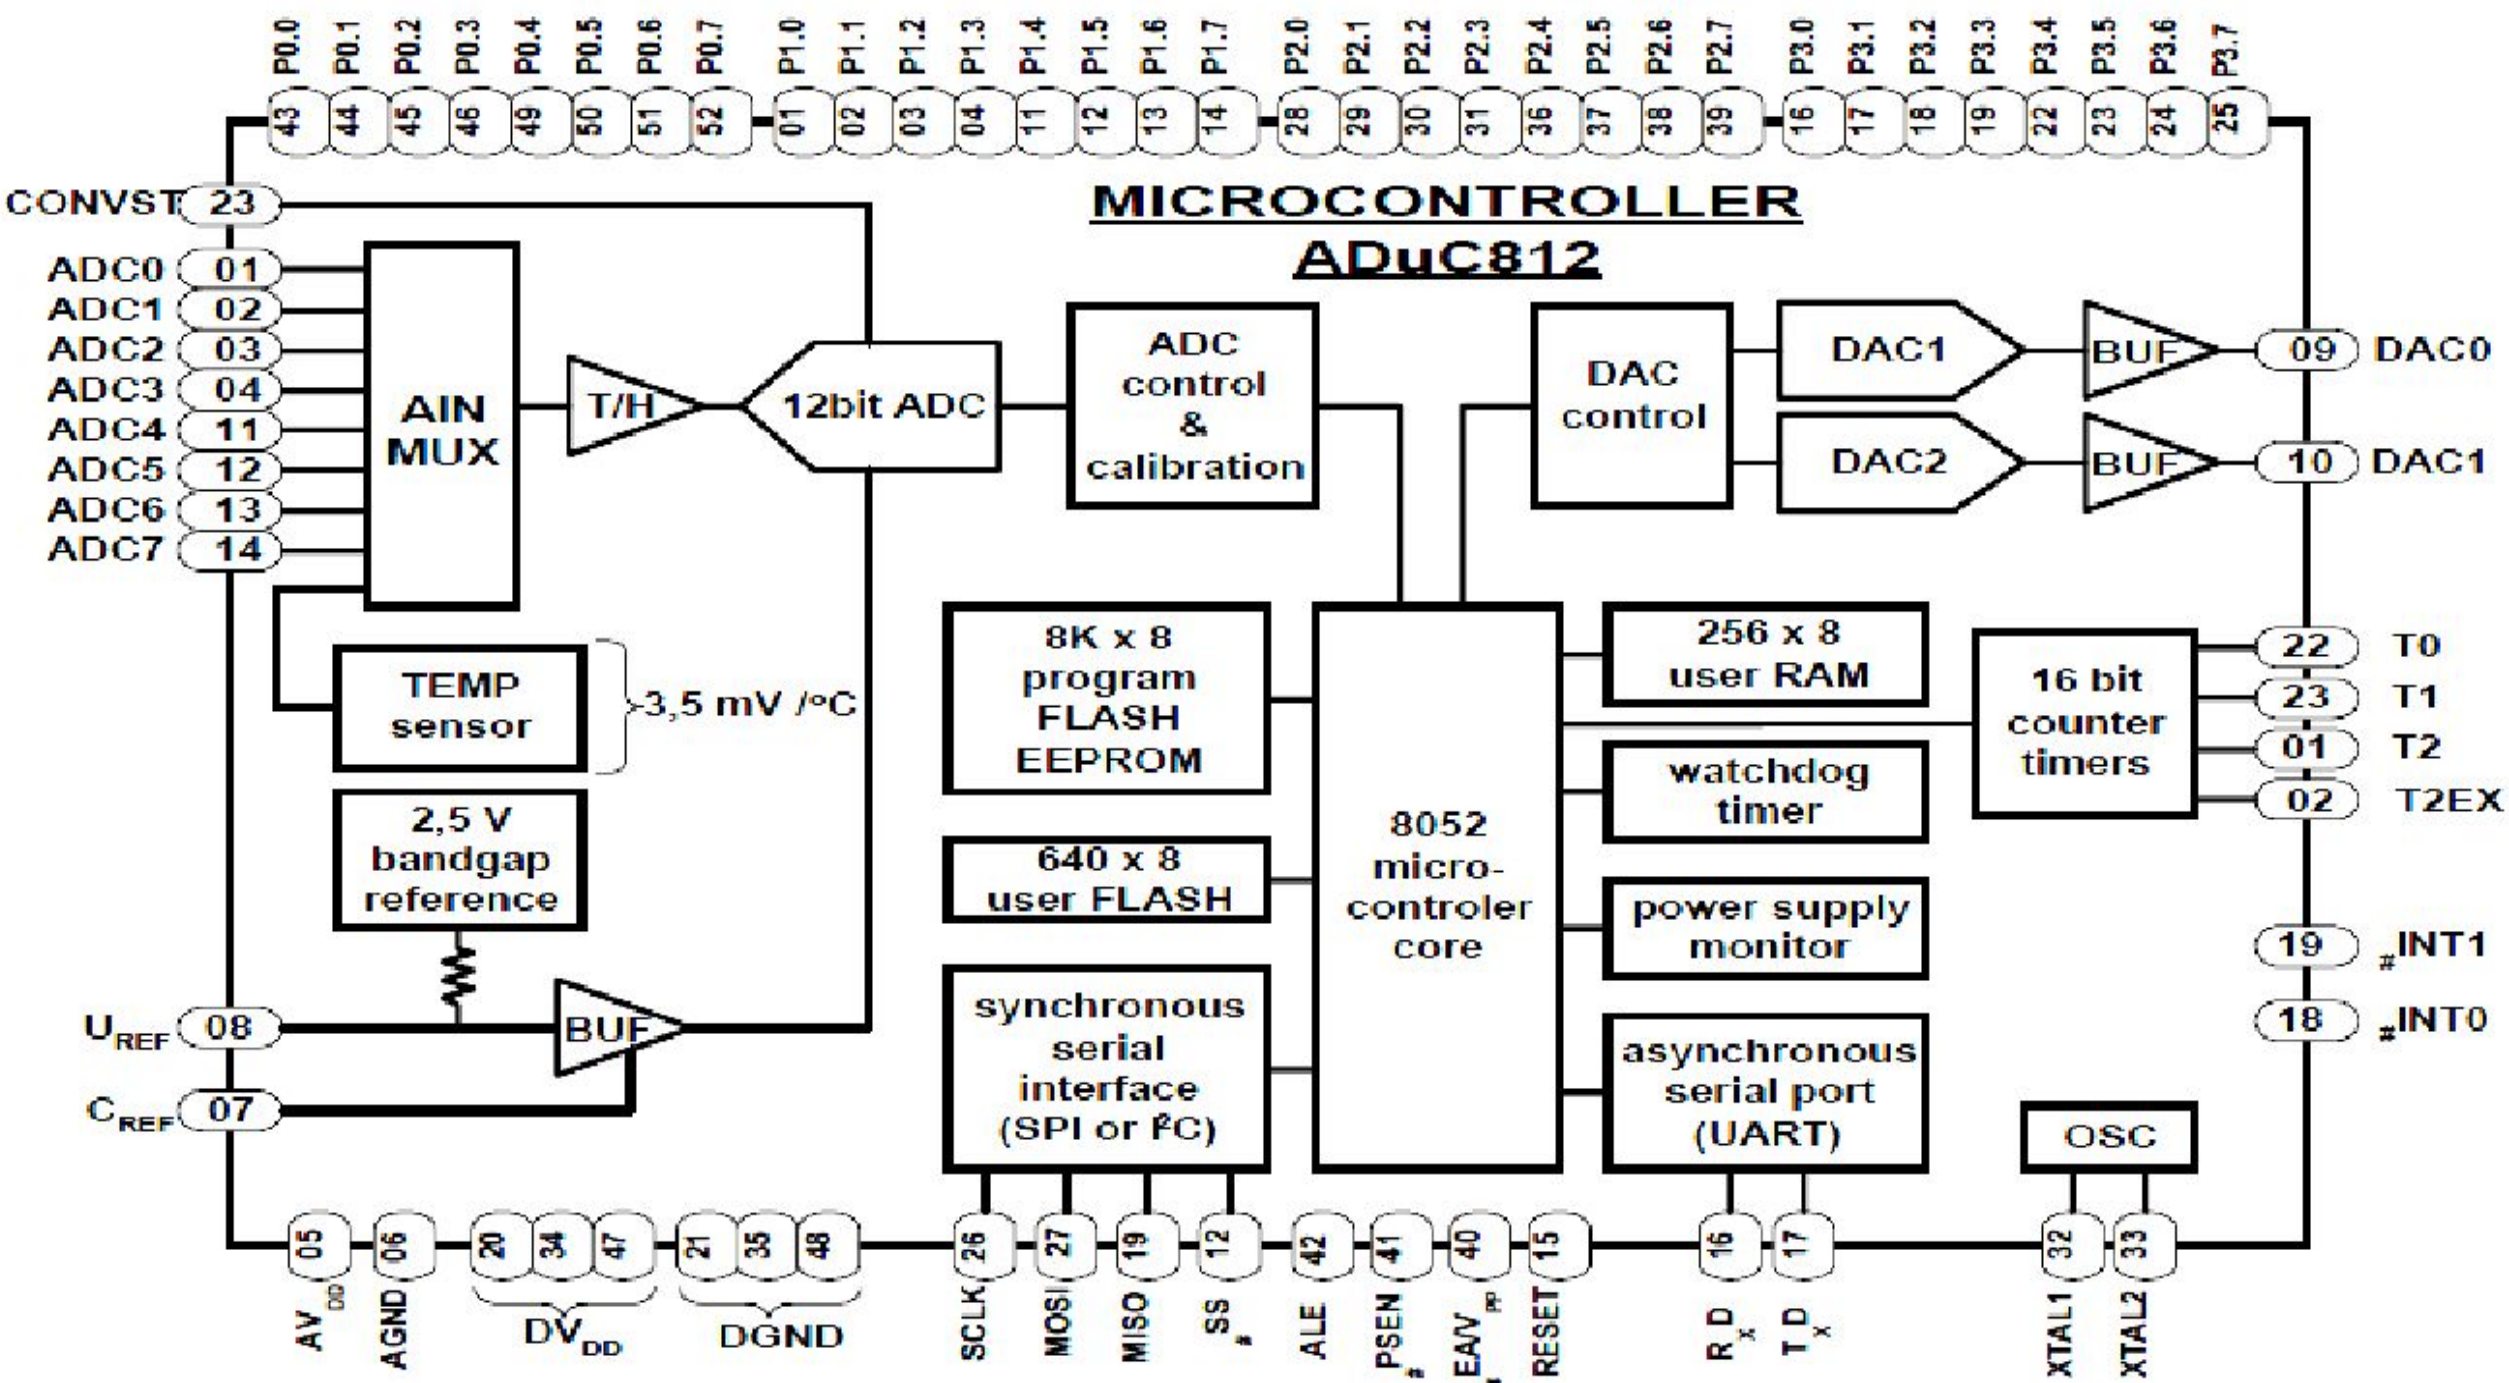 P0.0 P0.1 P0.2 P0.3 P0.4 P0.5 P0.6 P0.7 P1.0 P1.1 P1.2 P1.3 P1.4 P1.5 P1.6 P1.7 P2.0 P2.1 P2.2 P2.3 P2.4 P2.5 P2.6 P2.7 P3.0 P3.1 P3.2 P3.3 P3.4 P3.5 P3.6 P3.7
43 44 45 46 49 50 51 52 01 02 03 04 11 12 13 14 28 29 30 31 36 37 38 39 16 17 18 19 22 23 24 25
MICROCONTROLLER
ADuC812
CONVST 23
ADC0 01
ADC1 02
ADC2 03
ADC3 04
ADC4 11
ADC5 12
ADC6 13
ADC7 14
AIN
MUX
T/H
12bit ADC
ADC
control
&
calibration
DAC
control
DAC1
BUF
09 DAC0
DAC2
BUF
10 DAC1
TEMP
sensor
-3,5 mV /°C
2,5 V
bandgap
reference
U REF 08
BUF
C REF 07
8K x 8
program
FLASH
EEPROM
640 x 8
user FLASH
synchronous
serial
interface
(SPI or I²C)
8052
micro-
controler
core
256 x 8
user RAM
watchdog
timer
power supply
monitor
asynchronous
serial port
(UART)
16 bit
counter
timers
22 T0
23 T1
01 T2
02 T2EX
19 #INT1
18 #INT0
OSC
05 06 20 34 47 21 35 48 26 27 19 12 42 41 40 15 16 17 32 33
AV DD
AGND
DV DD
DGND
SCLK
MOSI
MISO
SS #
ALE
PSEN #
EA/V PP
RESET
R X D
T X D
XTAL1
XTAL2